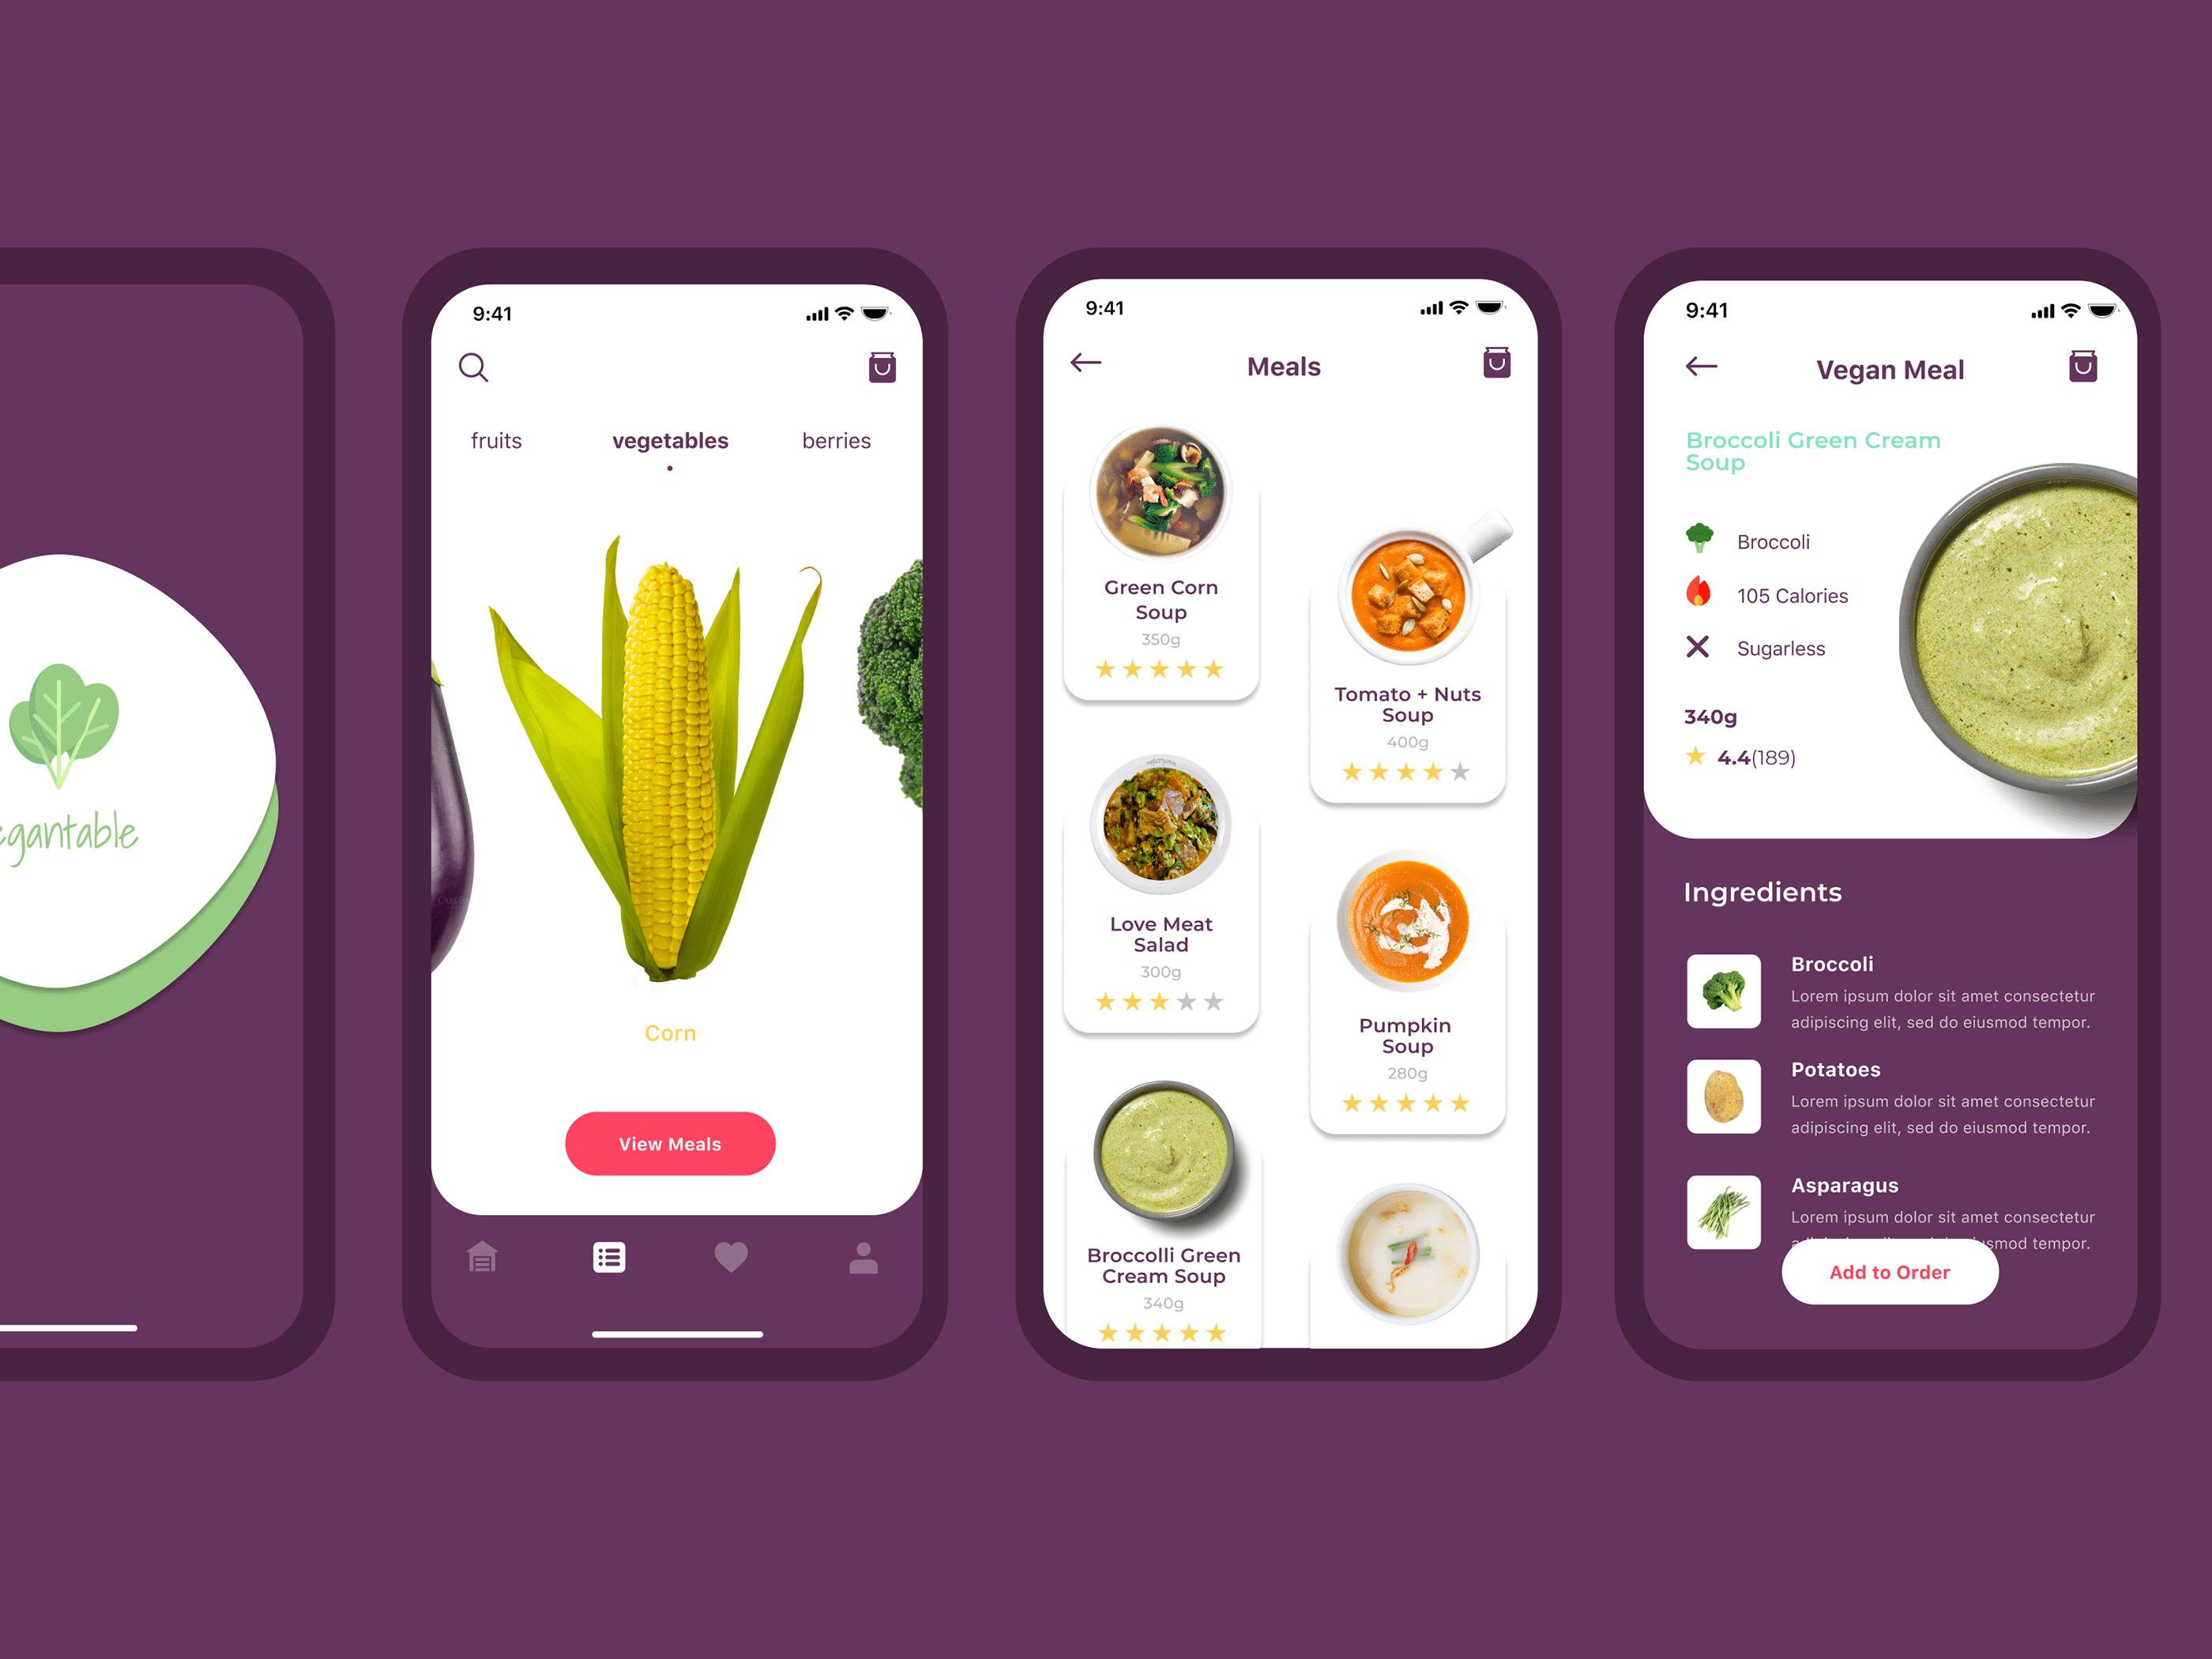 egantable
9:41
fruits vegetables berries
Corn
View Meals
9:41
Meals
Green Corn
Soup
350g
Tomato + Nuts
Soup
400g
Love Meat
Salad
300g
Pumpkin
Soup
280g
Broccolli Green
Cream Soup
340g
9:41
Vegan Meal
Broccoli Green Cream
Soup
Broccoli
105 Calories
Sugarless
340g
4.4(189)
Ingredients
Broccoli
Lorem ipsum dolor sit amet consectetur
adipiscing elit, sed do eiusmod tempor.
Potatoes
Lorem ipsum dolor sit amet consectetur
adipiscing elit, sed do eiusmod tempor.
Asparagus
Lorem ipsum dolor sit amet consectetur
tempor.
Add to Order